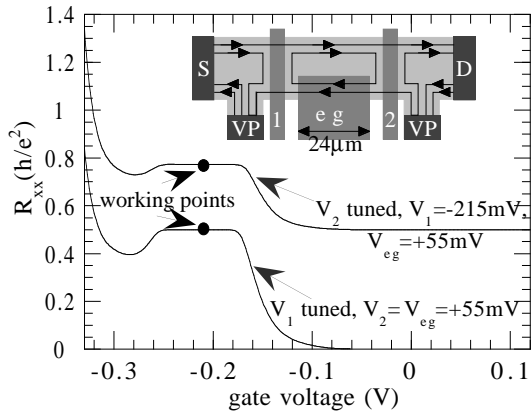 1.4
1.2
1
0.8
0.6
0.4
0.2
0
R_xx(h/e²)
S
D
VP
1
e g
2
VP
24μm
working points
V_2 tuned, V_1=-215mV,
V_eg=+55mV
V_1 tuned, V_2=V_eg=+55mV
-0.3
-0.2
-0.1
0
0.1
gate voltage (V)